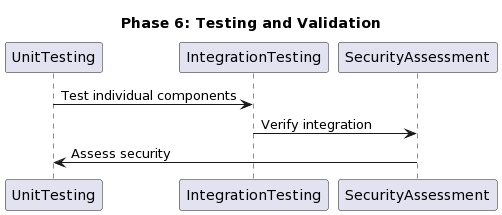 Phase 6: Testing and Validation
UnitTesting IntegrationTesting SecurityAssessment
Test individual components
Verify integration
Assess security
UnitTesting IntegrationTesting SecurityAssessment